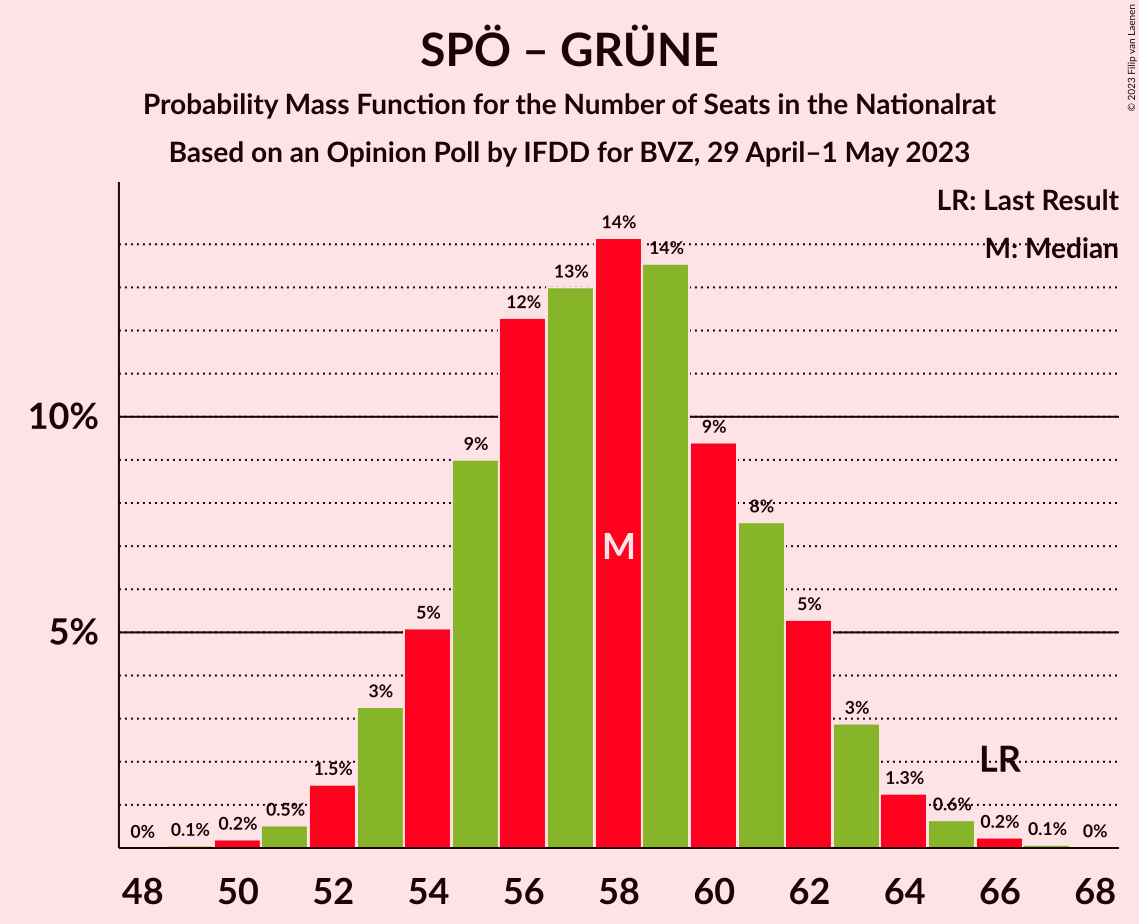 SPÖ – GRÜNE
Probability Mass Function for the Number of Seats in the Nationalrat
Based on an Opinion Poll by IFDD for BVZ, 29 April–1 May 2023
© 2023 Filip van Laenen
LR: Last Result
M: Median
10%
5%
0%
0.1%
0.2%
0.5%
1.5%
3%
5%
9%
12%
13%
14%
14%
9%
8%
5%
3%
1.3%
0.6%
0.2%
0.1%
0%
M
LR
48 50 52 54 56 58 60 62 64 66 68